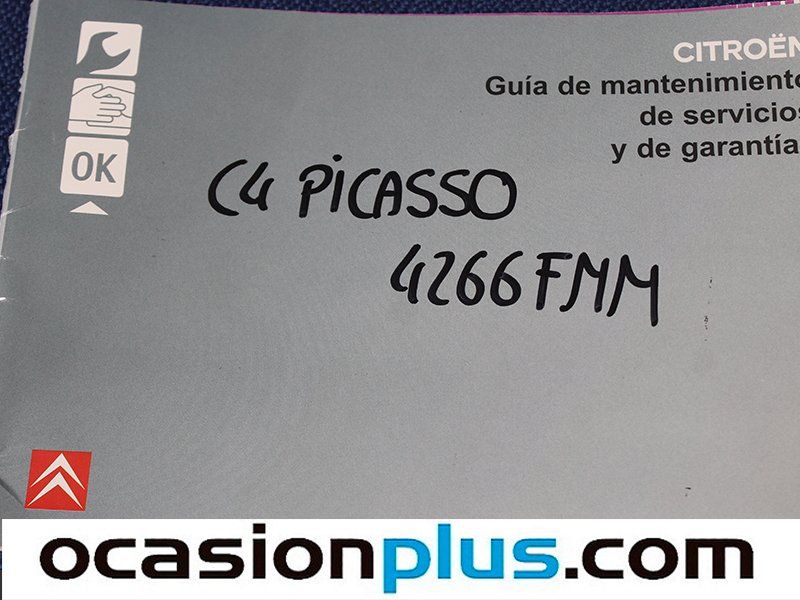 CITROËN
Guía de mantenimiento
de servicios
y de garantía
OK
C4 PICASSO
4266FMM
ocasionplus.com